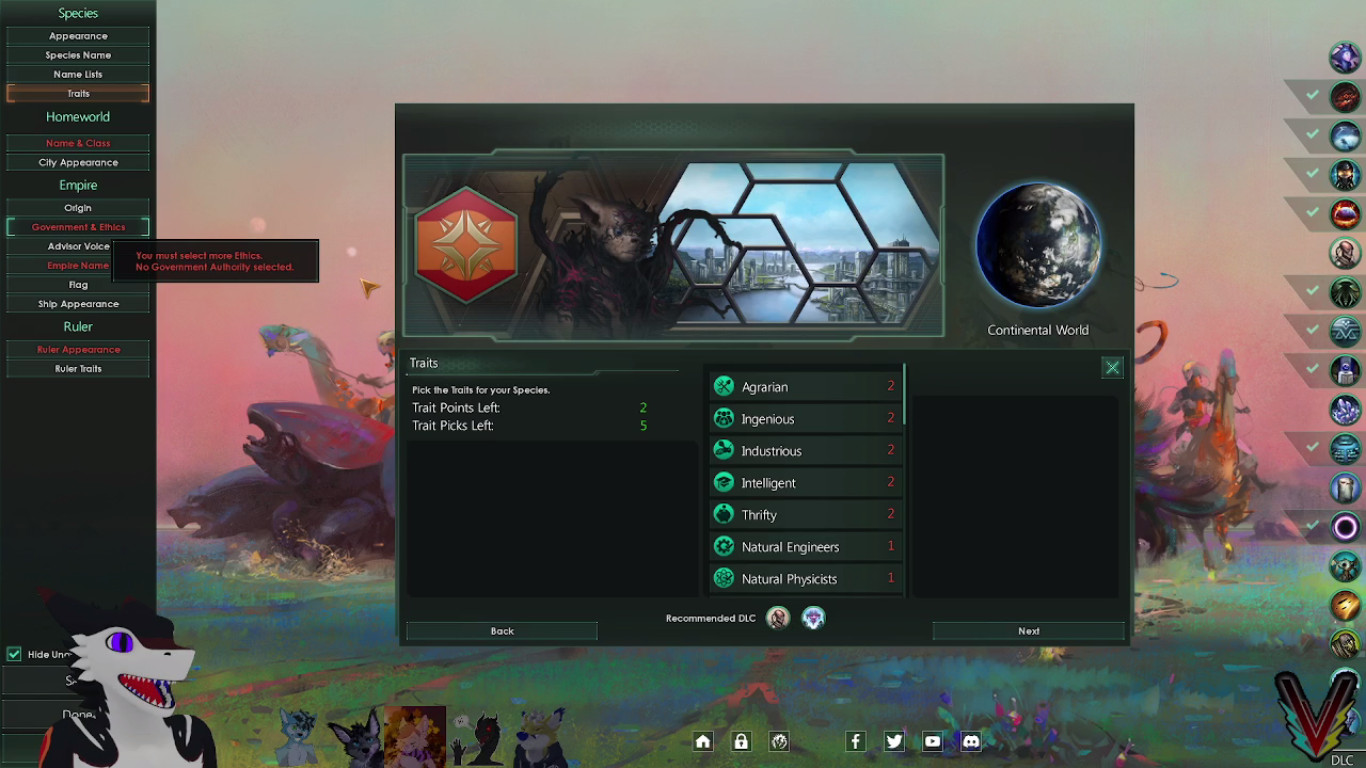 Species
Appearance
Species Name
Name Lists
Traits
Homeworld
Name & Class
City Appearance
Empire
Origin
Government & Ethics
Advisor Voice
Empire Name
Flag
Ship Appearance
Ruler
Ruler Appearance
Ruler Traits
You must select more Ethics.
No Government Authority selected.
Continental World
Traits
Pick the Traits for your Species.
Trait Points Left: 2
Trait Picks Left: 5
Agrarian 2
Ingenious 2
Industrious 2
Intelligent 2
Thrifty 2
Natural Engineers 1
Natural Physicists 1
Recommended DLC
Back
Next
Hide
Done
DLC